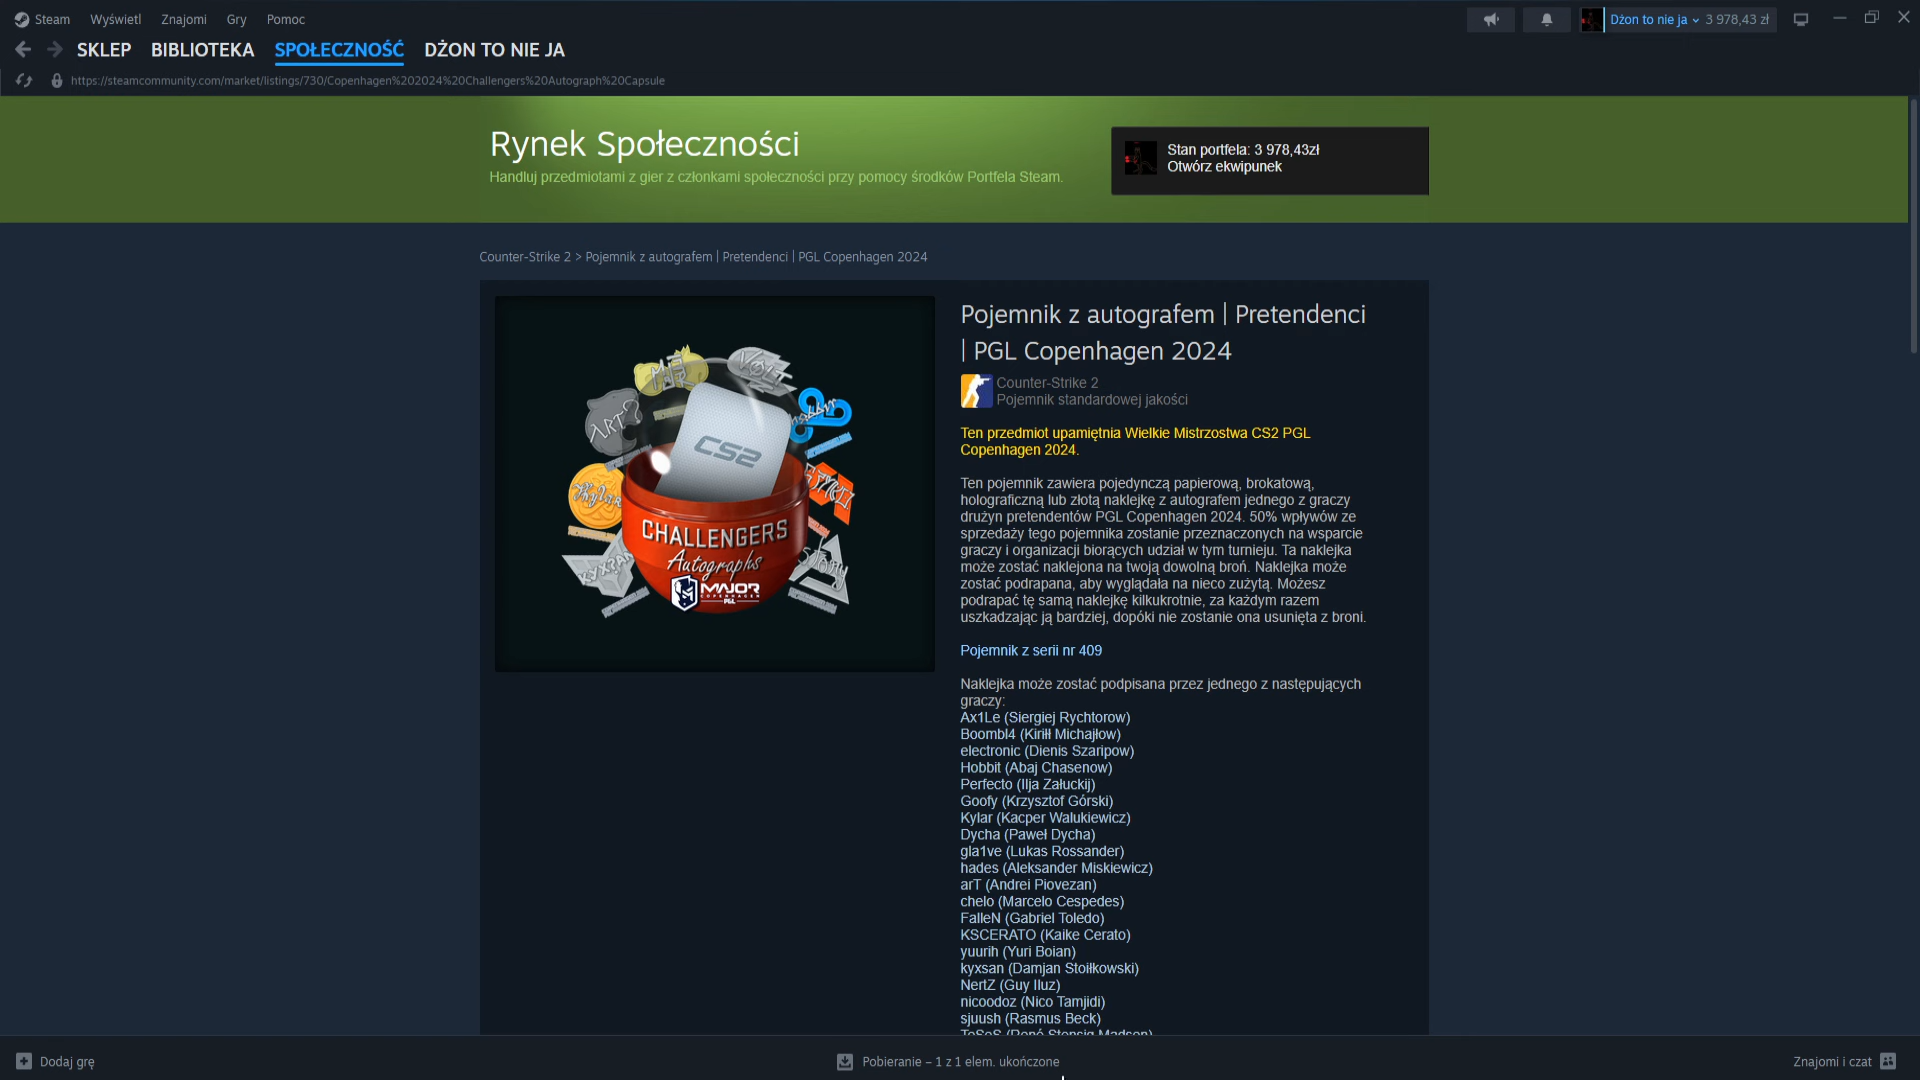 Steam Wyświetl Znajomi Gry Pomoc
Dżon to nie ja 3 978,43 zł
SKLEP BIBLIOTEKA SPOŁECZNOŚĆ DŻON TO NIE JA
https://steamcommunity.com/market/listings/730/Copenhagen%202024%20Challengers%20Autograph%20Capsule
Rynek Społeczności
Handluj przedmiotami z gier z członkami społeczności przy pomocy środków Portfela Steam.
Stan portfela: 3 978,43zł
Otwórz ekwipunek
Counter-Strike 2 > Pojemnik z autografem | Pretendenci | PGL Copenhagen 2024
CS2
CHALLENGERS
Autographs
MAJOR
COPENHAGEN
PGL
Pojemnik z autografem | Pretendenci
| PGL Copenhagen 2024
Counter-Strike 2
Pojemnik standardowej jakości
Ten przedmiot upamiętnia Wielkie Mistrzostwa CS2 PGL
Copenhagen 2024.
Ten pojemnik zawiera pojedynczą papierową, brokatową,
holograficzną lub złotą naklejkę z autografem jednego z graczy
drużyn pretendentów PGL Copenhagen 2024. 50% wpływów ze
sprzedaży tego pojemnika zostanie przeznaczonych na wsparcie
graczy i organizacji biorących udział w tym turnieju. Ta naklejka
może zostać naklejona na twoją dowolną broń. Naklejka może
zostać podrapana, aby wyglądała na nieco zużytą. Możesz
podrapać tę samą naklejkę kilkukrotnie, za każdym razem
uszkadzając ją bardziej, dopóki nie zostanie ona usunięta z broni.
Pojemnik z serii nr 409
Naklejka może zostać podpisana przez jednego z następujących
graczy:
Ax1Le (Siergiej Rychtorow)
Boombl4 (Kiriłł Michajłow)
electronic (Dienis Szaripow)
Hobbit (Abaj Chasenow)
Perfecto (Ilja Załuckij)
Goofy (Krzysztof Górski)
Kylar (Kacper Walukiewicz)
Dycha (Paweł Dycha)
gla1ve (Lukas Rossander)
hades (Aleksander Miskiewicz)
arT (Andrei Piovezan)
chelo (Marcelo Cespedes)
FalleN (Gabriel Toledo)
KSCERATO (Kaike Cerato)
yuurih (Yuri Boian)
kyxsan (Damjan Stoiłkowski)
NertZ (Guy Iluz)
nicoodoz (Nico Tamjidi)
sjuush (Rasmus Beck)
TeSeS (René Stensig Madsen)
Dodaj grę
Pobieranie – 1 z 1 elem. ukończone
Znajomi i czat